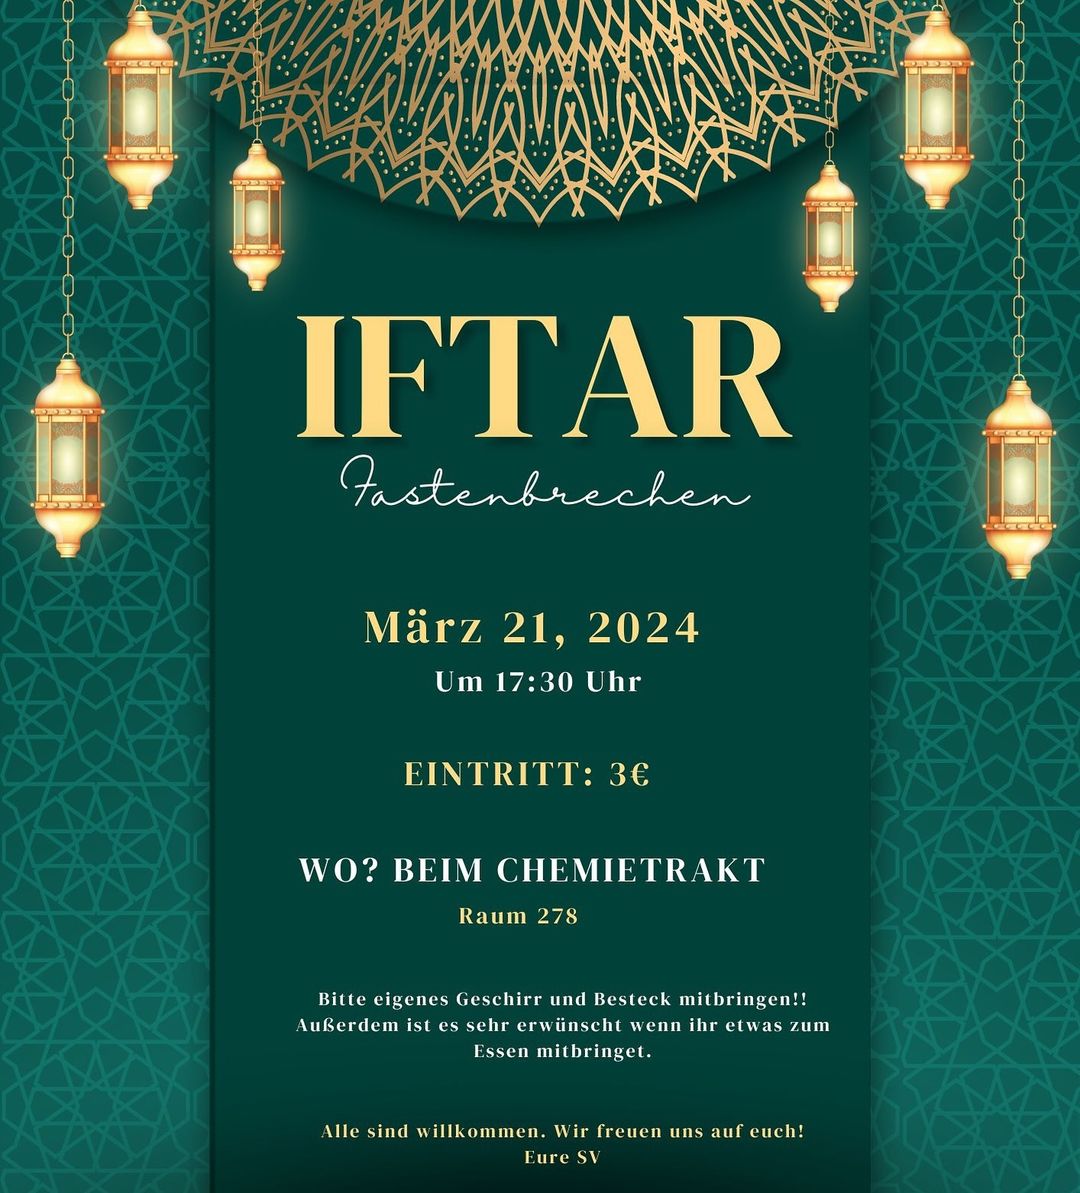 IFTAR
Fastenbrechen
März 21, 2024
Um 17:30 Uhr
EINTRITT: 3€
WO? BEIM CHEMIETRAKT
Raum 278
Bitte eigenes Geschirr und Besteck mitbringen!!
Außerdem ist es sehr erwünscht wenn ihr etwas zum
Essen mitbringet.
Alle sind willkommen. Wir freuen uns auf euch!
Eure SV